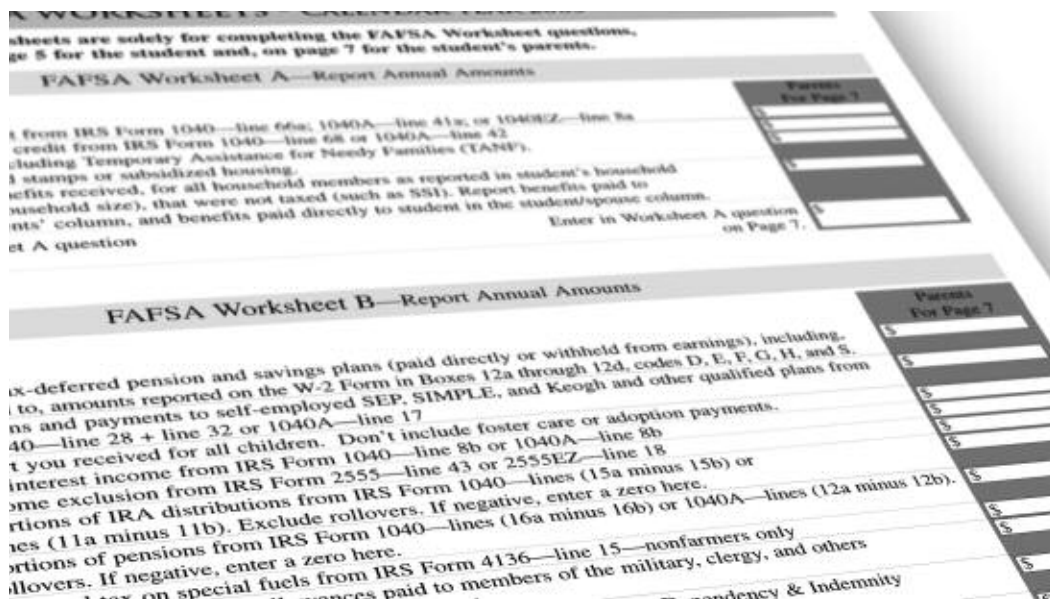 A WORKSHEETS – CALENDAR YEAR
sheets are solely for completing the FAFSA Worksheet questions,
ge 5 for the student and, on page 7 for the student's parents.
FAFSA Worksheet A—Report Annual Amounts
Parents
For Page 7
t from IRS Form 1040—line 66a; 1040A—line 41a; or 1040EZ—line 8a
$
credit from IRS Form 1040—line 68 or 1040A—line 42
$
cluding Temporary Assistance for Needy Families (TANF).
$
d stamps or subsidized housing.
efits received, for all household members as reported in student's household
$
ousehold size), that were not taxed (such as SSI). Report benefits paid to
nts' column, and benefits paid directly to student in the student/spouse column.
et A question
Enter in Worksheet A question
on Page 7.
$
FAFSA Worksheet B—Report Annual Amounts
Parents
For Page 7
$
x-deferred pension and savings plans (paid directly or withheld from earnings), including,
l to, amounts reported on the W-2 Form in Boxes 12a through 12d, codes D, E, F, G, H, and S.
$
ns and payments to self-employed SEP, SIMPLE, and Keogh and other qualified plans from
40—line 28 + line 32 or 1040A—line 17
$
t you received for all children. Don't include foster care or adoption payments.
$
interest income from IRS Form 1040—line 8b or 1040A—line 8b
$
ome exclusion from IRS Form 2555—line 43 or 2555EZ—line 18
$
rtions of IRA distributions from IRS Form 1040—lines (15a minus 15b) or
nes (11a minus 11b). Exclude rollovers. If negative, enter a zero here.
$
ortions of pensions from IRS Form 1040—lines (16a minus 16b) or 1040A—lines (12a minus 12b).
ollovers. If negative, enter a zero here.
$
tax on special fuels from IRS Form 4136—line 15—nonfarmers only
$
owances paid to members of the military, clergy, and others
$
Dependency & Indemnity
$